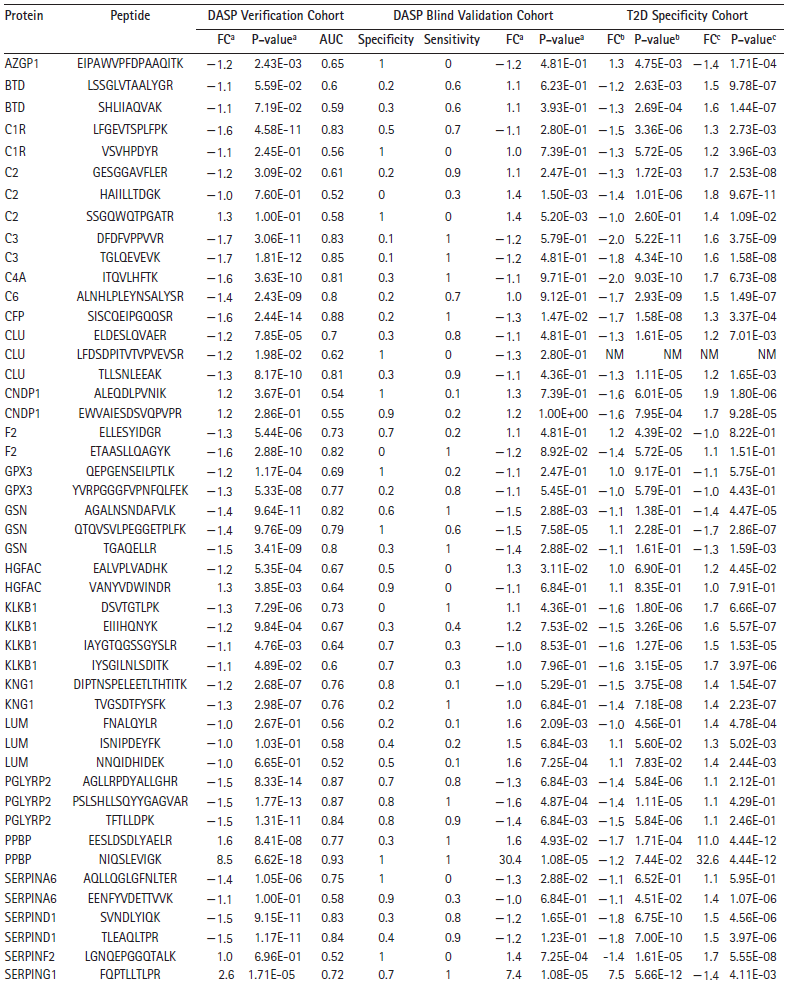 Protein Peptide DASP Verification Cohort DASP Blind Validation Cohort T2D Specificity Cohort
FCa P-valuea AUC Specificity Sensitivity FCa P-valuea FCb P-valueb FCc P-valuec
AZGP1 EIPAWVPFDPAAQITK −1.2 2.43E−03 0.65 1 0 −1.2 4.81E−01 1.3 4.75E−03 −1.4 1.71E−04
BTD LSSGLVTAALYGR −1.1 5.59E−02 0.6 0.2 0.6 1.1 6.23E−01 −1.2 2.63E−03 1.5 9.78E−07
BTD SHLIIAQVAK −1.1 7.19E−02 0.59 0.3 0.6 1.1 3.93E−01 −1.3 2.69E−04 1.6 1.44E−07
C1R LFGEVTSPLFPK −1.6 4.58E−11 0.83 0.5 0.7 −1.1 2.80E−01 −1.5 3.36E−06 1.3 2.73E−03
C1R VSVHPDYR −1.1 2.45E−01 0.56 1 0 1.0 7.39E−01 −1.3 5.72E−05 1.2 3.96E−03
C2 GESGGAVFLER −1.2 3.09E−02 0.61 0.2 0.9 1.1 2.47E−01 −1.3 1.72E−03 1.7 2.53E−08
C2 HAIILLTDGK −1.0 7.60E−01 0.52 0 0.3 1.4 1.50E−03 −1.4 1.01E−06 1.8 9.67E−11
C2 SSGQWQTPGATR 1.3 1.00E−01 0.58 1 0 1.4 5.20E−03 −1.0 2.60E−01 1.4 1.09E−02
C3 DFDFVPPVVR −1.7 3.06E−11 0.83 0.1 1 −1.2 5.79E−01 −2.0 5.22E−11 1.6 3.75E−09
C3 TGLQEVEVK −1.7 1.81E−12 0.85 0.1 1 −1.2 4.81E−01 −1.8 4.34E−10 1.6 1.58E−08
C4A ITQVLHFTK −1.6 3.63E−10 0.81 0.3 1 −1.1 9.71E−01 −2.0 9.03E−10 1.7 6.73E−08
C6 ALNHLPLEYNSALYSR −1.4 2.43E−09 0.8 0.2 0.7 1.0 9.12E−01 −1.7 2.93E−09 1.5 1.49E−07
CFP SISCQEIPGQQSR −1.6 2.44E−14 0.88 0.2 1 −1.3 1.47E−02 −1.7 1.58E−08 1.3 3.37E−04
CLU ELDESLQVAER −1.2 7.85E−05 0.7 0.3 0.8 −1.1 4.81E−01 −1.3 1.61E−05 1.2 7.01E−03
CLU LFDSDPITVTVPVEVSR −1.2 1.98E−02 0.62 1 0 −1.3 2.80E−01 NM NM NM NM
CLU TLLSNLEEAK −1.3 8.17E−10 0.81 0.3 0.9 −1.1 4.36E−01 −1.3 1.11E−05 1.2 1.65E−03
CNDP1 ALEQDLPVNIK 1.2 3.67E−01 0.54 1 0.1 1.3 7.39E−01 −1.6 6.01E−05 1.9 1.80E−06
CNDP1 EWVAIESDSVQPVPR 1.2 2.86E−01 0.55 0.9 0.2 1.2 1.00E+00 −1.6 7.95E−04 1.7 9.28E−05
F2 ELLESYIDGR −1.3 5.44E−06 0.73 0.7 0.2 1.1 4.81E−01 1.2 4.39E−02 −1.0 8.22E−01
F2 ETAASLLQAGYK −1.6 2.88E−10 0.82 0 1 −1.2 8.92E−02 −1.4 5.72E−05 1.1 1.51E−01
GPX3 QEPGENSEILPTLK −1.2 1.17E−04 0.69 1 0.2 −1.1 2.47E−01 1.0 9.17E−01 −1.1 5.75E−01
GPX3 YVRPGGGFVPNFQLFEK −1.3 5.33E−08 0.77 0.2 0.8 −1.1 5.45E−01 −1.0 5.79E−01 −1.0 4.43E−01
GSN AGALNSNDAFVLK −1.4 9.64E−11 0.82 0.6 1 −1.5 2.88E−03 −1.1 1.38E−01 −1.4 4.47E−05
GSN QTQVSVLPEGGETPLFK −1.4 9.76E−09 0.79 1 0.6 −1.5 7.58E−05 1.1 2.28E−01 −1.7 2.86E−07
GSN TGAQELLR −1.5 3.41E−09 0.8 0.3 1 −1.4 2.88E−02 −1.1 1.61E−01 −1.3 1.59E−03
HGFAC EALVPLVADHK −1.2 5.35E−04 0.67 0.5 0 1.3 3.11E−02 1.0 6.90E−01 1.2 4.45E−02
HGFAC VANYVDWINDR 1.3 3.85E−03 0.64 0.9 0 −1.1 6.84E−01 1.1 8.35E−01 1.0 7.91E−01
KLKB1 DSVTGTLPK −1.3 7.29E−06 0.73 0 1 1.1 4.36E−01 −1.6 1.80E−06 1.7 6.66E−07
KLKB1 EIIIHQNYK −1.2 9.84E−04 0.67 0.3 0.4 1.2 7.53E−02 −1.5 3.26E−06 1.6 5.57E−07
KLKB1 IAYGTQGSSGYSLR −1.1 4.76E−03 0.64 0.7 0.3 −1.0 8.53E−01 −1.6 1.27E−06 1.5 1.53E−05
KLKB1 IYSGILNLSDITK −1.1 4.89E−02 0.6 0.7 0.3 1.0 7.96E−01 −1.6 3.15E−05 1.7 3.97E−06
KNG1 DIPTNSPELEETLTHTITK −1.2 2.68E−07 0.76 0.8 0.1 −1.0 5.29E−01 −1.5 3.75E−08 1.4 1.54E−07
KNG1 TVGSDTFYSFK −1.3 2.98E−07 0.76 0.2 1 1.0 6.84E−01 −1.4 7.18E−08 1.4 2.23E−07
LUM FNALQYLR −1.0 2.67E−01 0.56 0.2 0.1 1.6 2.09E−03 −1.0 4.56E−01 1.4 4.78E−04
LUM ISNIPDEYFK −1.0 1.03E−01 0.58 0.4 0.2 1.5 6.84E−03 1.1 5.60E−02 1.3 5.02E−03
LUM NNQIDHIDEK −1.0 6.65E−01 0.52 0.5 0.1 1.6 7.25E−04 1.1 7.83E−02 1.4 2.44E−03
PGLYRP2 AGLLRPDYALLGHR −1.5 8.33E−14 0.87 0.7 0.8 −1.3 6.84E−03 −1.4 5.84E−06 1.1 2.12E−01
PGLYRP2 PSLSHLLSQYYGAGVAR −1.5 1.77E−13 0.87 0.8 1 −1.6 4.87E−04 −1.4 1.11E−05 1.1 4.29E−01
PGLYRP2 TFTLLDPK −1.5 1.31E−11 0.84 0.8 0.9 −1.4 6.84E−03 −1.5 5.84E−06 1.1 2.46E−01
PPBP EESLDSDLYAELR 1.6 8.41E−08 0.77 0.3 1 1.6 4.93E−02 −1.7 1.71E−04 11.0 4.44E−12
PPBP NIQSLEVIGK 8.5 6.62E−18 0.93 1 1 30.4 1.08E−05 −1.2 7.44E−02 32.6 4.44E−12
SERPINA6 AQLLQGLGFNLTER −1.4 1.05E−06 0.75 1 0 −1.3 2.88E−02 −1.1 6.52E−01 1.1 5.95E−01
SERPINA6 EENFYVDETTVVK −1.1 1.00E−01 0.58 0.9 0.3 −1.0 6.84E−01 −1.1 4.51E−02 1.4 1.07E−06
SERPIND1 SVNDLYIQK −1.5 9.15E−11 0.83 0.3 0.8 −1.2 1.65E−01 −1.8 6.75E−10 1.5 4.56E−06
SERPIND1 TLEAQLTPR −1.5 1.17E−11 0.84 0.4 0.9 −1.2 1.23E−01 −1.8 7.00E−10 1.5 3.97E−06
SERPINF2 LGNQEPGGQTALK 1.0 6.96E−01 0.52 1 0 1.4 7.25E−04 -1.4 1.61E−05 1.7 5.55E−08
SERPING1 FQPTLLTLPR 2.6 1.71E−05 0.72 0.7 1 7.4 1.08E−05 7.5 5.66E−12 −1.4 4.11E−03